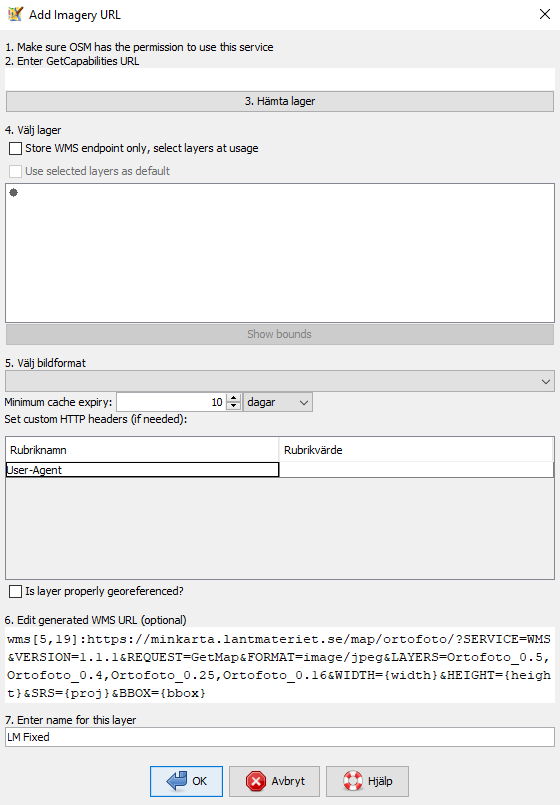 Add Imagery URL
1. Make sure OSM has the permission to use this service
2. Enter GetCapabilities URL
3. Hämta lager
4. Välj lager
Store WMS endpoint only, select layers at usage
Use selected layers as default
Show bounds
5. Välj bildformat
Minimum cache expiry: 10 dagar
Set custom HTTP headers (if needed):
Rubriknamn Rubrikvärde
User-Agent
Is layer properly georeferenced?
6. Edit generated WMS URL (optional)
wms[5,19]:https://minkarta.lantmateriet.se/map/ortofoto/?SERVICE=WMS
&VERSION=1.1.1&REQUEST=GetMap&FORMAT=image/jpeg&LAYERS=Ortofoto_0.5,
Ortofoto_0.4,Ortofoto_0.25,Ortofoto_0.16&WIDTH={width}&HEIGHT={heigh
t}&SRS={proj}&BBOX={bbox}
7. Enter name for this layer
LM Fixed
OK Avbryt Hjälp